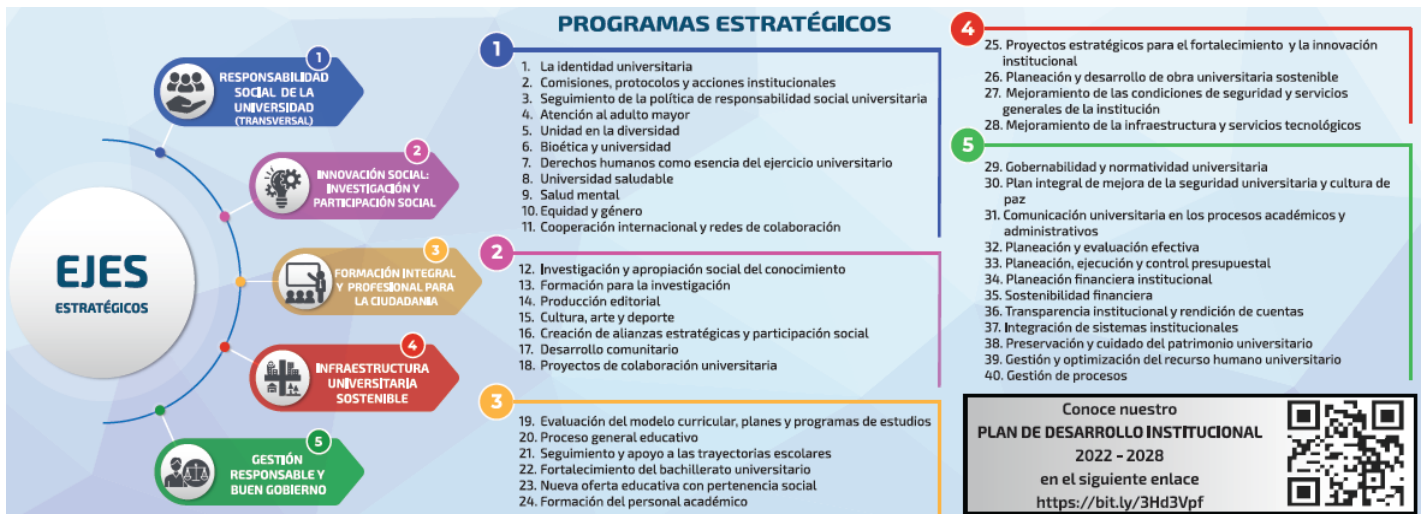 EJES
ESTRATÉGICOS
1
RESPONSABILIDAD
SOCIAL DE LA
UNIVERSIDAD
(TRANSVERSAL)
2
INNOVACIÓN SOCIAL:
INVESTIGACIÓN Y
PARTICIPACIÓN SOCIAL
3
FORMACIÓN INTEGRAL
Y PROFESIONAL PARA
LA CIUDADANÍA
4
INFRAESTRUCTURA
UNIVERSITARIA
SOSTENIBLE
5
GESTIÓN
RESPONSABLE Y
BUEN GOBIERNO
PROGRAMAS ESTRATÉGICOS
1
1. La identidad universitaria
2. Comisiones, protocolos y acciones institucionales
3. Seguimiento de la política de responsabilidad social universitaria
4. Atención al adulto mayor
5. Unidad en la diversidad
6. Bioética y universidad
7. Derechos humanos como esencia del ejercicio universitario
8. Universidad saludable
9. Salud mental
10. Equidad y género
11. Cooperación internacional y redes de colaboración
2
12. Investigación y apropiación social del conocimiento
13. Formación para la investigación
14. Producción editorial
15. Cultura, arte y deporte
16. Creación de alianzas estratégicas y participación social
17. Desarrollo comunitario
18. Proyectos de colaboración universitaria
3
19. Evaluación del modelo curricular, planes y programas de estudios
20. Proceso general educativo
21. Seguimiento y apoyo a las trayectorias escolares
22. Fortalecimiento del bachillerato universitario
23. Nueva oferta educativa con pertenencia social
24. Formación del personal académico
4
25. Proyectos estratégicos para el fortalecimiento y la innovación
institucional
26. Planeación y desarrollo de obra universitaria sostenible
27. Mejoramiento de las condiciones de seguridad y servicios
generales de la institución
28. Mejoramiento de la infraestructura y servicios tecnológicos
5
29. Gobernabilidad y normatividad universitaria
30. Plan integral de mejora de la seguridad universitaria y cultura de
paz
31. Comunicación universitaria en los procesos académicos y
administrativos
32. Planeación y evaluación efectiva
33. Planeación, ejecución y control presupuestal
34. Planeación financiera institucional
35. Sostenibilidad financiera
36. Transparencia institucional y rendición de cuentas
37. Integración de sistemas institucionales
38. Preservación y cuidado del patrimonio universitario
39. Gestión y optimización del recurso humano universitario
40. Gestión de procesos
Conoce nuestro
PLAN DE DESARROLLO INSTITUCIONAL
2022 - 2028
en el siguiente enlace
https://bit.ly/3Hd3Vpf